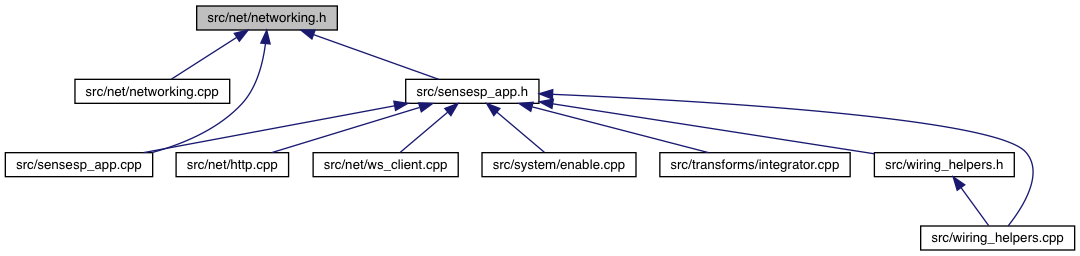 src/net/networking.h
src/net/networking.cpp
src/sensesp_app.h
src/sensesp_app.cpp
src/net/http.cpp
src/net/ws_client.cpp
src/system/enable.cpp
src/transforms/integrator.cpp
src/wiring_helpers.h
src/wiring_helpers.cpp